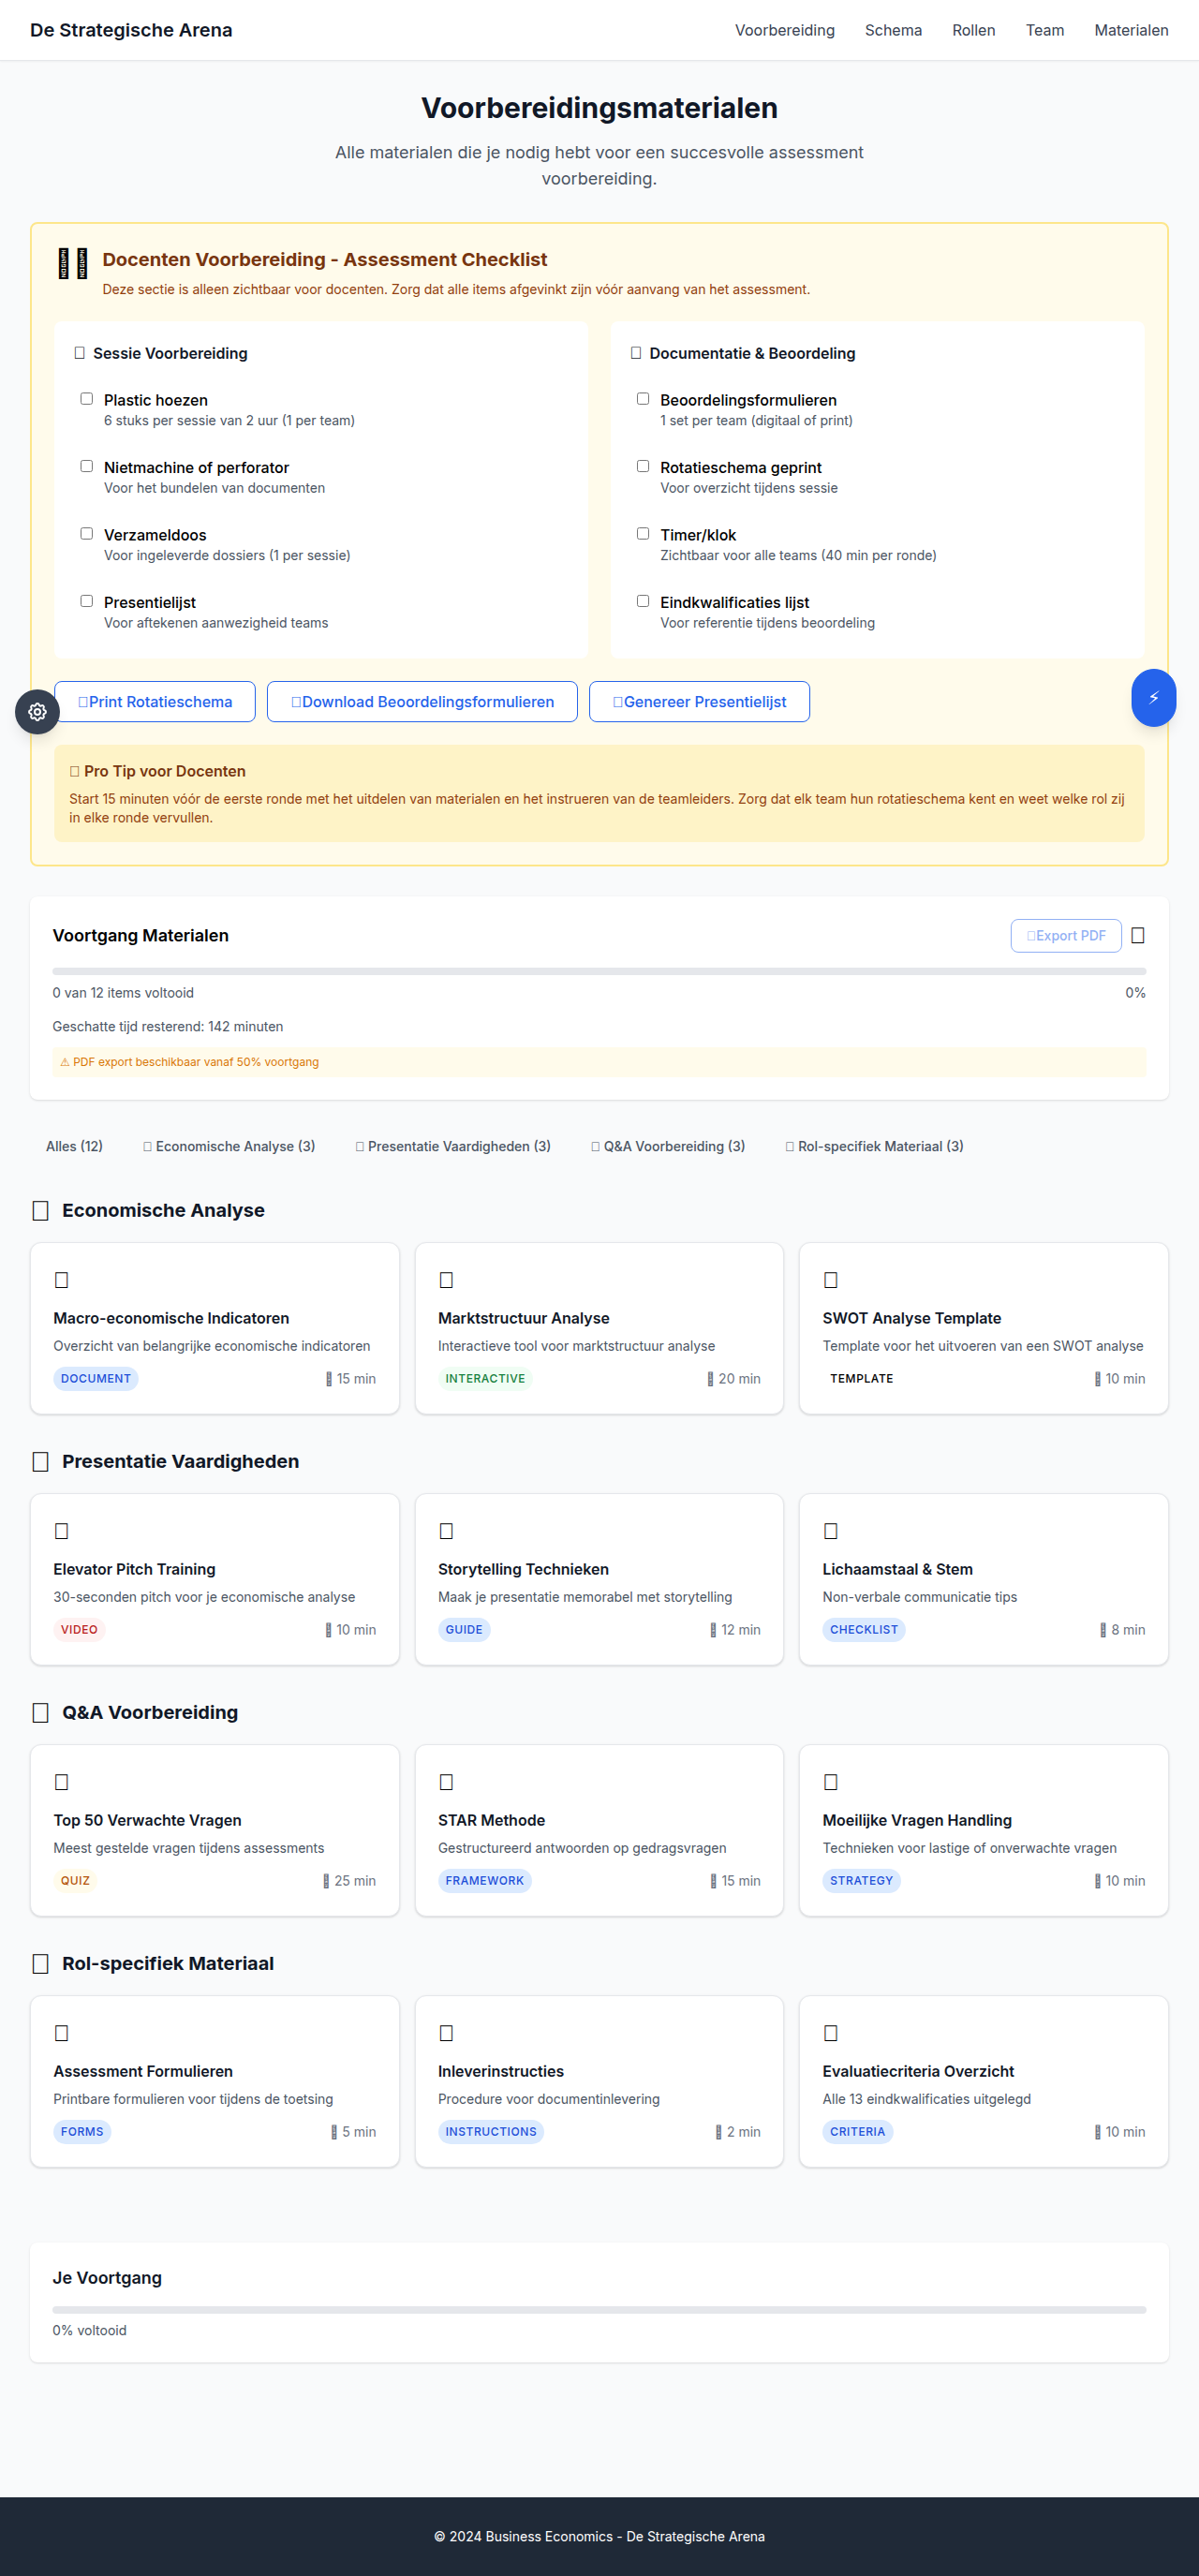 De Strategische Arena
Voorbereiding
Schema
Rollen
Team
Materialen
Voorbereidingsmaterialen
Alle materialen die je nodig hebt voor een succesvolle assessment
voorbereiding.
Docenten Voorbereiding - Assessment Checklist
Deze sectie is alleen zichtbaar voor docenten. Zorg dat alle items afgevinkt zijn vóór aanvang van het assessment.
Sessie Voorbereiding
Plastic hoezen
6 stuks per sessie van 2 uur (1 per team)
Nietmachine of perforator
Voor het bundelen van documenten
Verzameldoos
Voor ingeleverde dossiers (1 per sessie)
Presentielijst
Voor aftekenen aanwezigheid teams
Documentatie & Beoordeling
Beoordelingsformulieren
1 set per team (digitaal of print)
Rotatieschema geprint
Voor overzicht tijdens sessie
Timer/klok
Zichtbaar voor alle teams (40 min per ronde)
Eindkwalificaties lijst
Voor referentie tijdens beoordeling
Print Rotatieschema
Download Beoordelingsformulieren
Genereer Presentielijst
Pro Tip voor Docenten
Start 15 minuten vóór de eerste ronde met het uitdelen van materialen en het instrueren van de teamleiders. Zorg dat elk team hun rotatieschema kent en weet welke rol zij
in elke ronde vervullen.
Voortgang Materialen
Export PDF
0 van 12 items voltooid
0%
Geschatte tijd resterend: 142 minuten
⚠ PDF export beschikbaar vanaf 50% voortgang
Alles (12)
Economische Analyse (3)
Presentatie Vaardigheden (3)
Q&A Voorbereiding (3)
Rol-specifiek Materiaal (3)
Economische Analyse
Macro-economische Indicatoren
Overzicht van belangrijke economische indicatoren
DOCUMENT
15 min
Marktstructuur Analyse
Interactieve tool voor marktstructuur analyse
INTERACTIVE
20 min
SWOT Analyse Template
Template voor het uitvoeren van een SWOT analyse
TEMPLATE
10 min
Presentatie Vaardigheden
Elevator Pitch Training
30-seconden pitch voor je economische analyse
VIDEO
10 min
Storytelling Technieken
Maak je presentatie memorabel met storytelling
GUIDE
12 min
Lichaamstaal & Stem
Non-verbale communicatie tips
CHECKLIST
8 min
Q&A Voorbereiding
Top 50 Verwachte Vragen
Meest gestelde vragen tijdens assessments
QUIZ
25 min
STAR Methode
Gestructureerd antwoorden op gedragsvragen
FRAMEWORK
15 min
Moeilijke Vragen Handling
Technieken voor lastige of onverwachte vragen
STRATEGY
10 min
Rol-specifiek Materiaal
Assessment Formulieren
Printbare formulieren voor tijdens de toetsing
FORMS
5 min
Inleverinstructies
Procedure voor documentinlevering
INSTRUCTIONS
2 min
Evaluatiecriteria Overzicht
Alle 13 eindkwalificaties uitgelegd
CRITERIA
10 min
Je Voortgang
0% voltooid
© 2024 Business Economics - De Strategische Arena